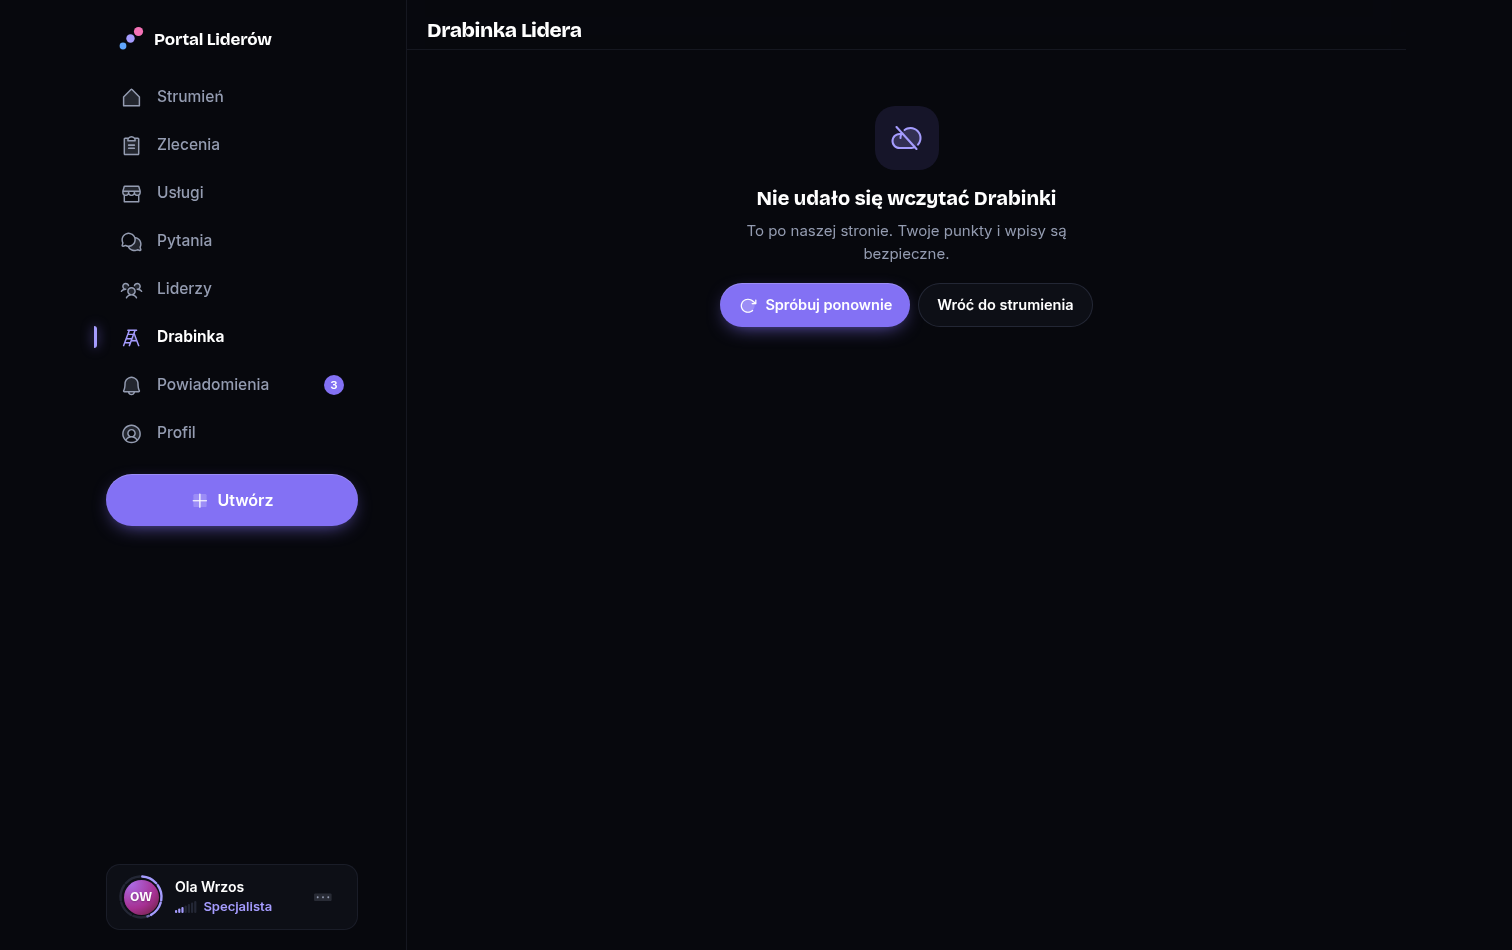 Portal Liderów
Strumień
Zlecenia
Usługi
Pytania
Liderzy
Drabinka
Powiadomienia 3
Profil
Utwórz
OW
Ola Wrzos
Specjalista
Drabinka Lidera
Nie udało się wczytać Drabinki
To po naszej stronie. Twoje punkty i wpisy są
bezpieczne.
Spróbuj ponownie
Wróć do strumienia